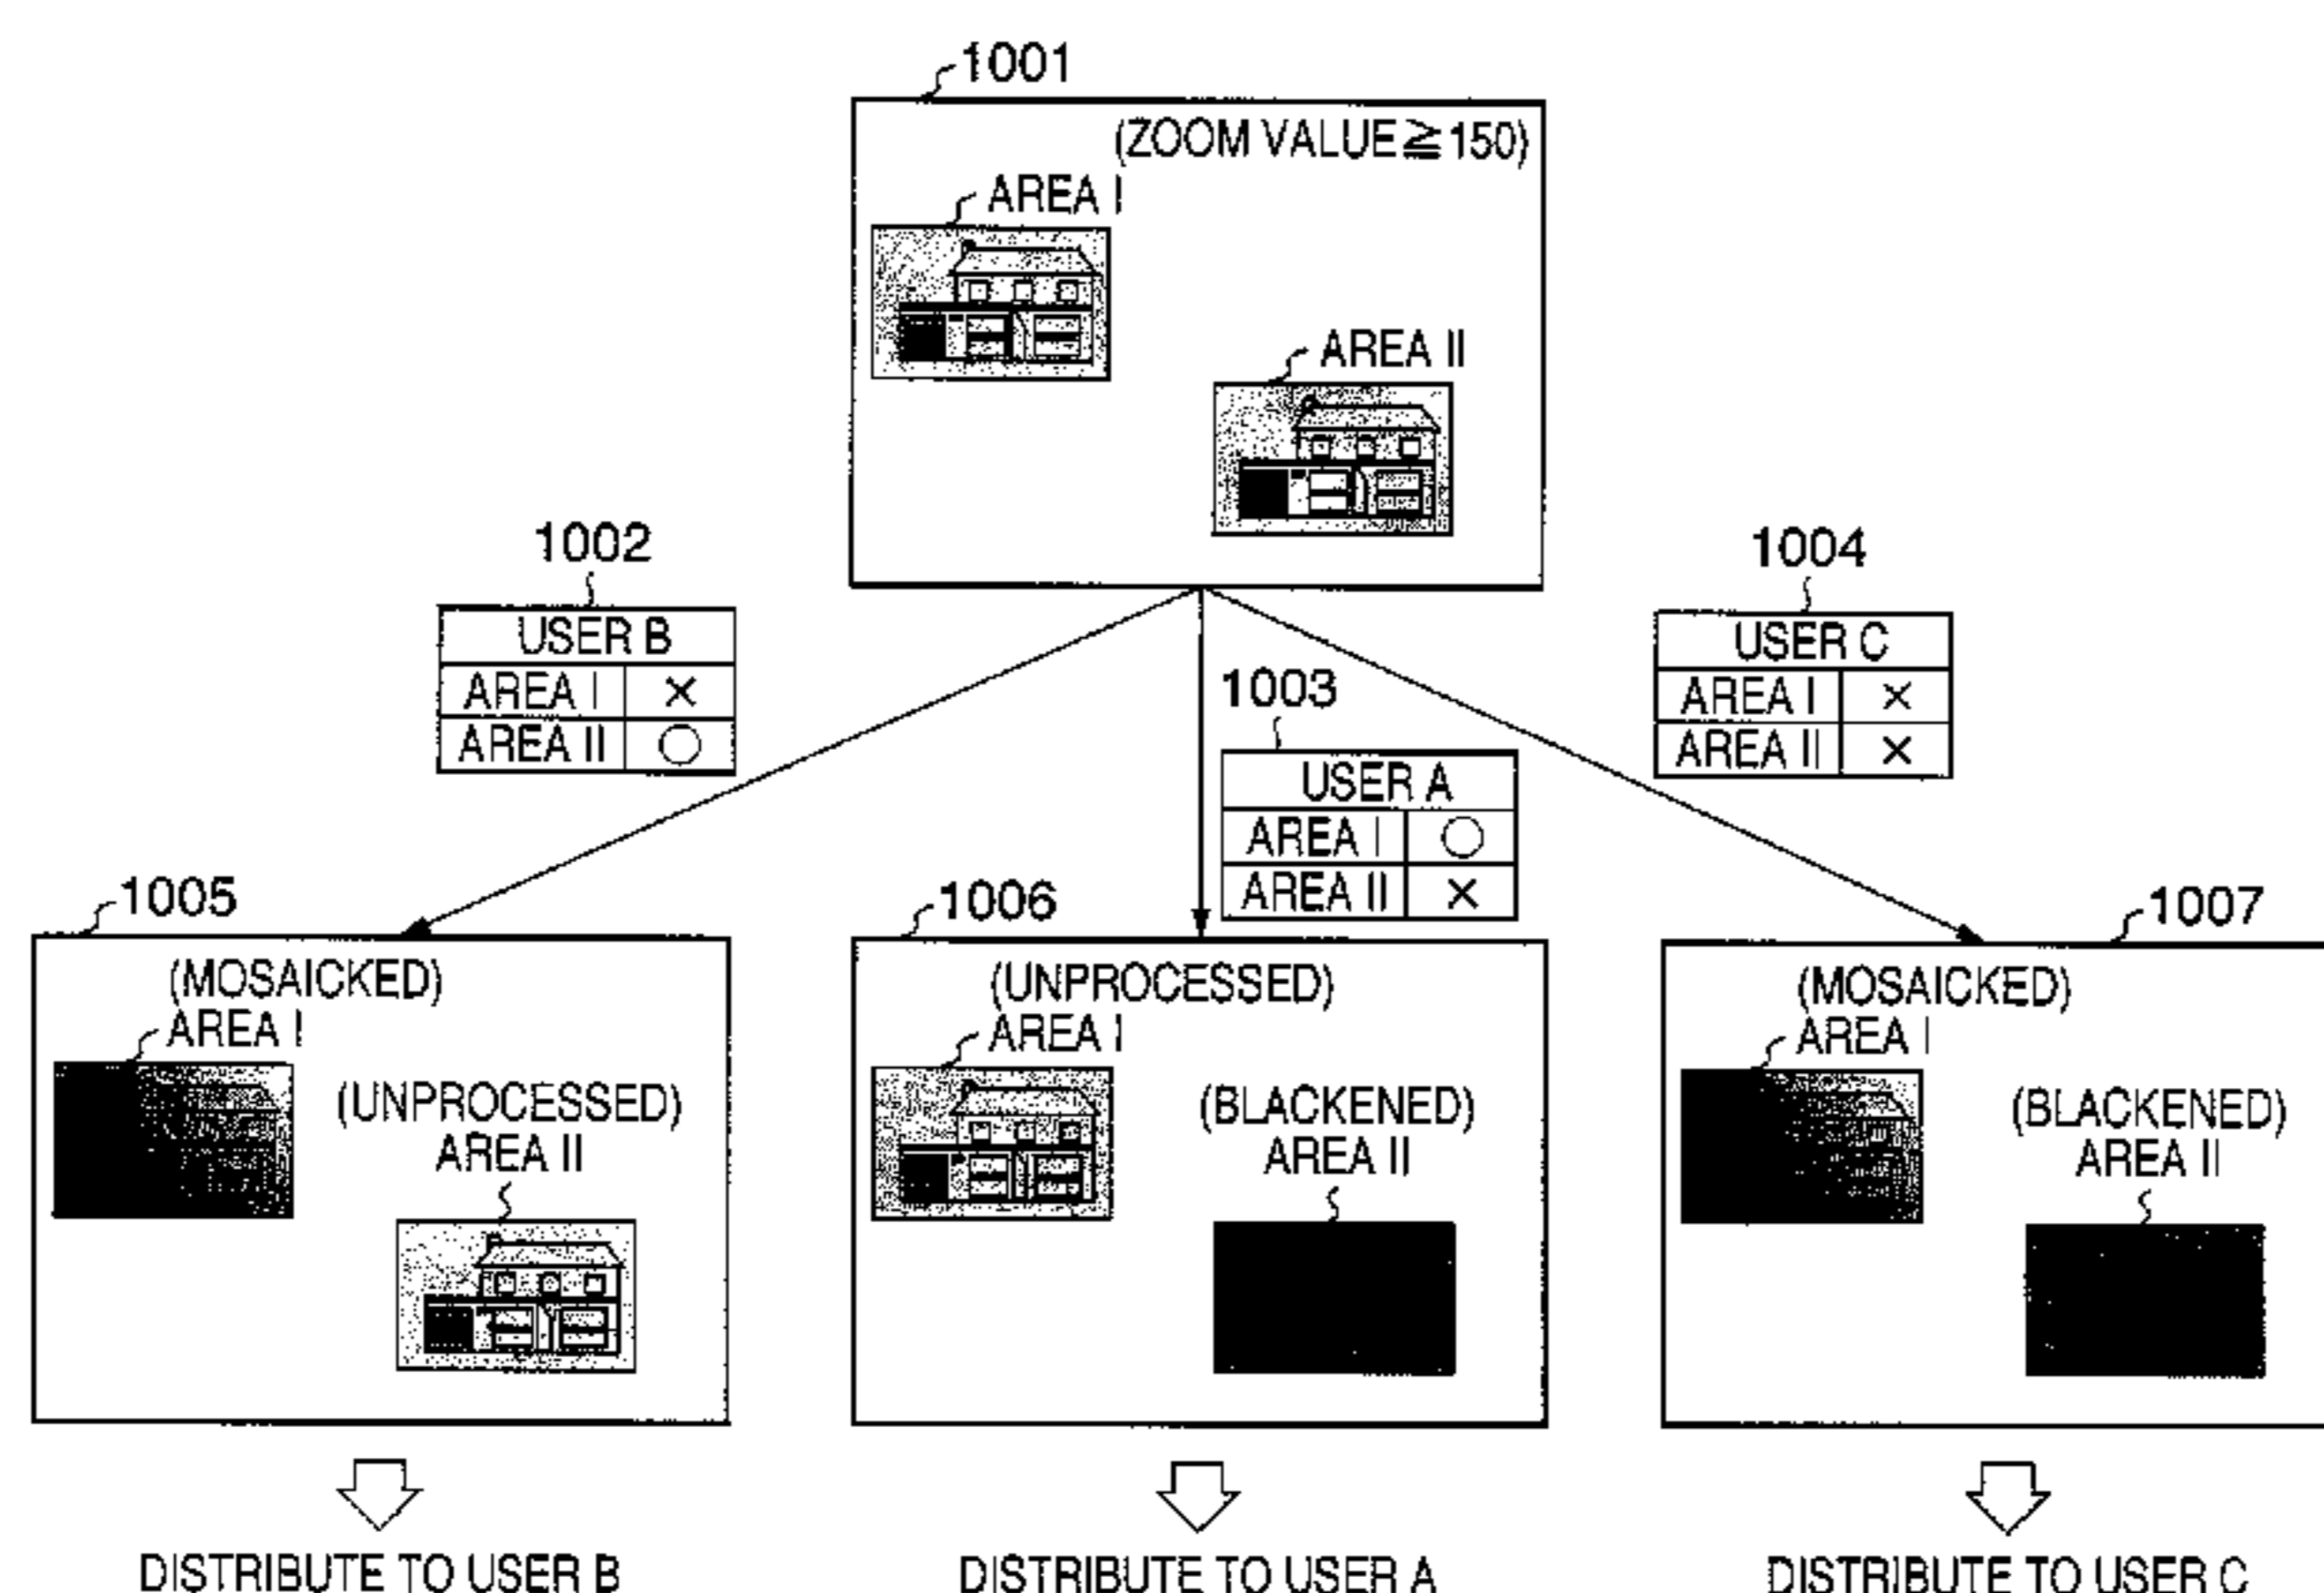 1001
(ZOOM VALUE≧150)
AREA I
AREA II
1002
USER B
AREA I ×
AREA II ○
1003
USER A
AREA I ○
AREA II ×
1004
USER C
AREA I ×
AREA II ×
1005
(MOSAICKED)
AREA I
(UNPROCESSED)
AREA II
1006
(UNPROCESSED)
AREA I
(BLACKENED)
AREA II
1007
(MOSAICKED)
AREA I
(BLACKENED)
AREA II
DISTRIBUTE TO USER B
DISTRIBUTE TO USER A
DISTRIBUTE TO USER C